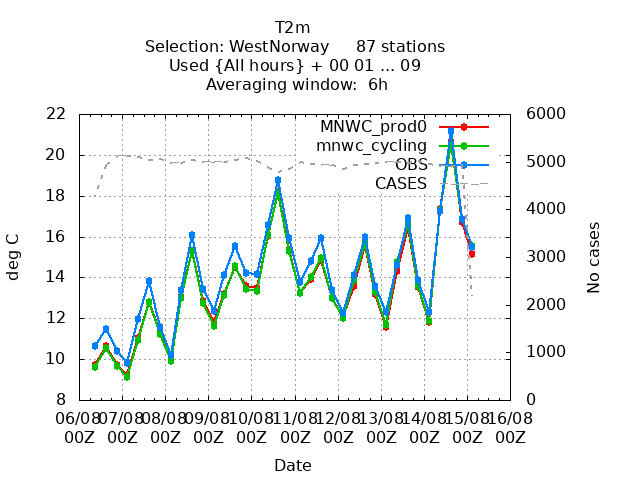 T2m
Selection: WestNorway 87 stations
Used {All hours} + 00 01 ... 09
Averaging window: 6h
22 6000
MNWC_prod0
mnwc_cycling
20 5000
OBS
CASES
18 4000
16
deg C
3000
No cases
14
2000
12
1000
10
8 0
06/08 07/08 08/08 09/08 10/08 11/08 12/08 13/08 14/08 15/08 16/08
00Z 00Z 00Z 00Z 00Z 00Z 00Z 00Z 00Z 00Z 00Z
Date